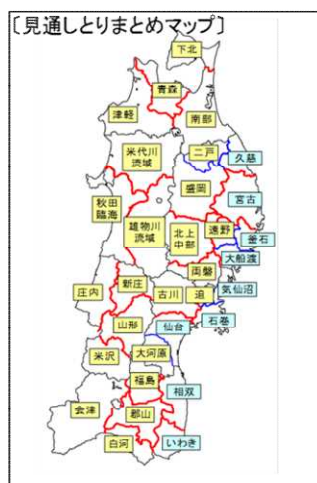 〔見通しとりまとめマップ〕
下北
青森
津軽
南部
二戸
久慈
米代川
流域
盛岡
宮古
秋田
臨海
雄物川
流域
北上
中部
遠野
釜石
大船渡
両磐
気仙沼
新庄
庄内
古川
迫
石巻
山形
仙台
米沢
大河原
福島
相双
会津
郡山
白河
いわき